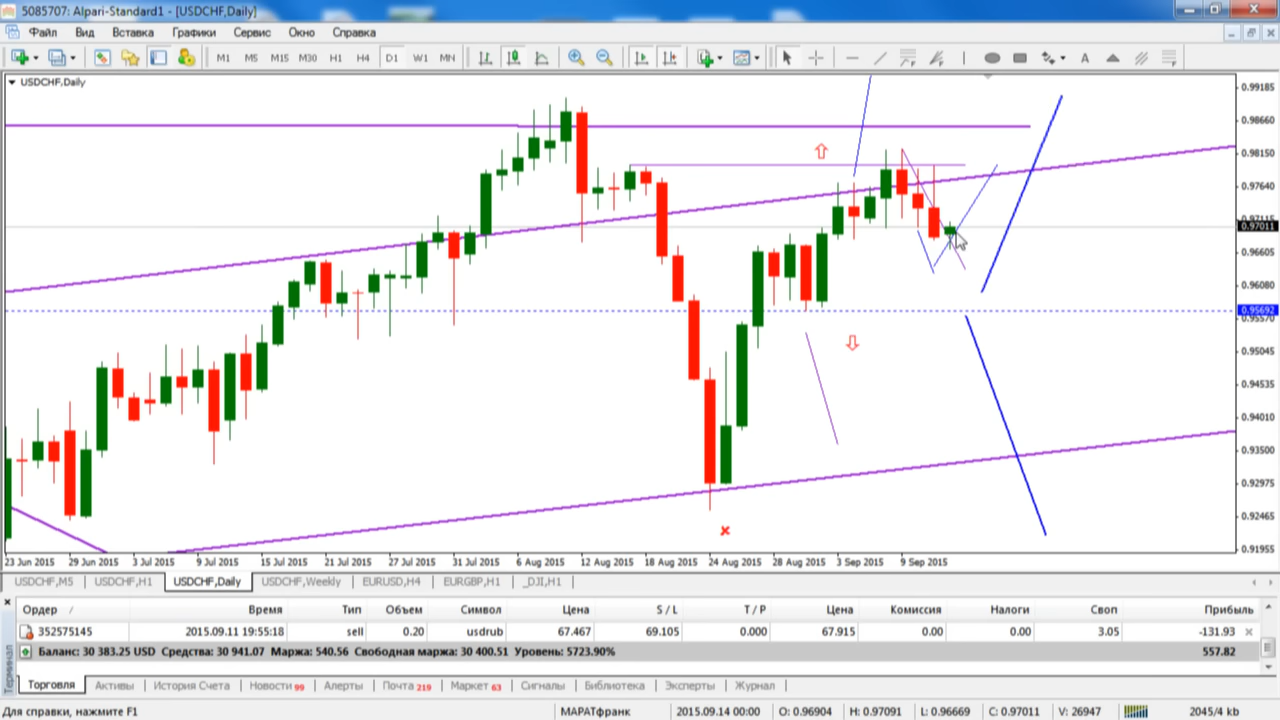 5085707: Alpari-Standard1 - [USDCHF,Daily]
Файл Вид Вставка Графики Сервис Окно Справка
M1 M5 M15 M30 H1 H4 D1 W1 MN A
USDCHF,Daily
0.99185
0.98660
0.98150
0.97640
0.97115
0.97011
0.96605
0.96080
0.95692
0.95570
0.95045
0.94535
0.94010
0.93500
0.92975
0.92465
0.91955
23 Jun 2015 29 Jun 2015 3 Jul 2015 9 Jul 2015 15 Jul 2015 21 Jul 2015 27 Jul 2015 31 Jul 2015 6 Aug 2015 12 Aug 2015 18 Aug 2015 24 Aug 2015 28 Aug 2015 3 Sep 2015 9 Sep 2015
USDCHF,M5 USDCHF,H1 USDCHF,Daily USDCHF,Weekly EURUSD,H4 EURGBP,H1 _DJI,H1
Ордер / Время Тип Объем Символ Цена S / L T / P Цена Комиссия Налоги Своп Прибыль
352575145 2015.09.11 19:55:18 sell 0.20 usdrub 67.467 69.105 0.000 67.915 0.00 0.00 3.05 -131.93
Баланс: 30 383.25 USD Средства: 30 941.07 Маржа: 540.56 Свободная маржа: 30 400.51 Уровень: 5723.90% 557.82
Терминал
Торговля Активы История Счета Новости 99 Алерты Почта 219 Маркет 63 Сигналы Библиотека Эксперты Журнал
Для справки, нажмите F1 МАРАТфранк 2015.09.14 00:00 O: 0.96904 H: 0.97091 L: 0.96669 C: 0.97011 V: 26947 2045/4 kb